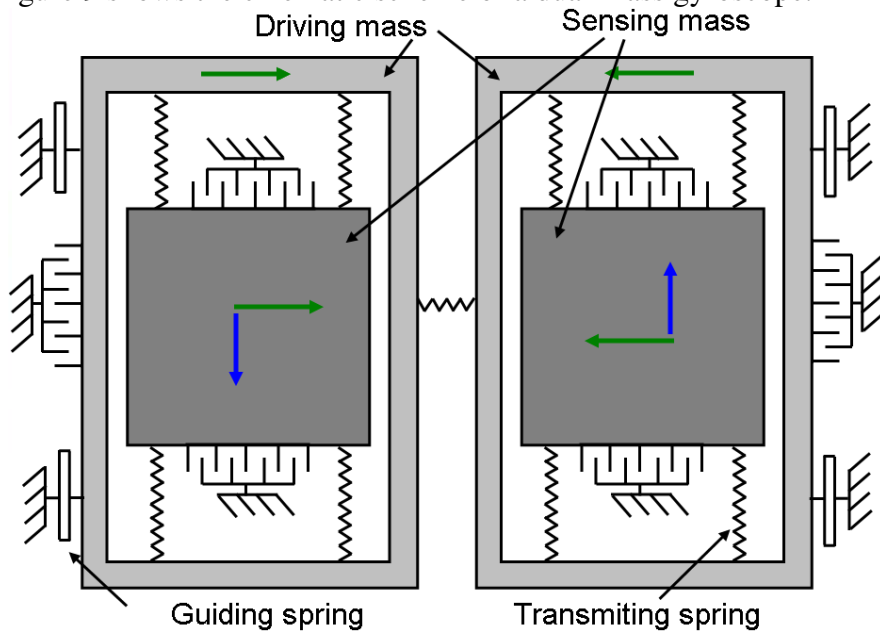 Driving mass
Sensing mass
Guiding spring
Transmiting spring